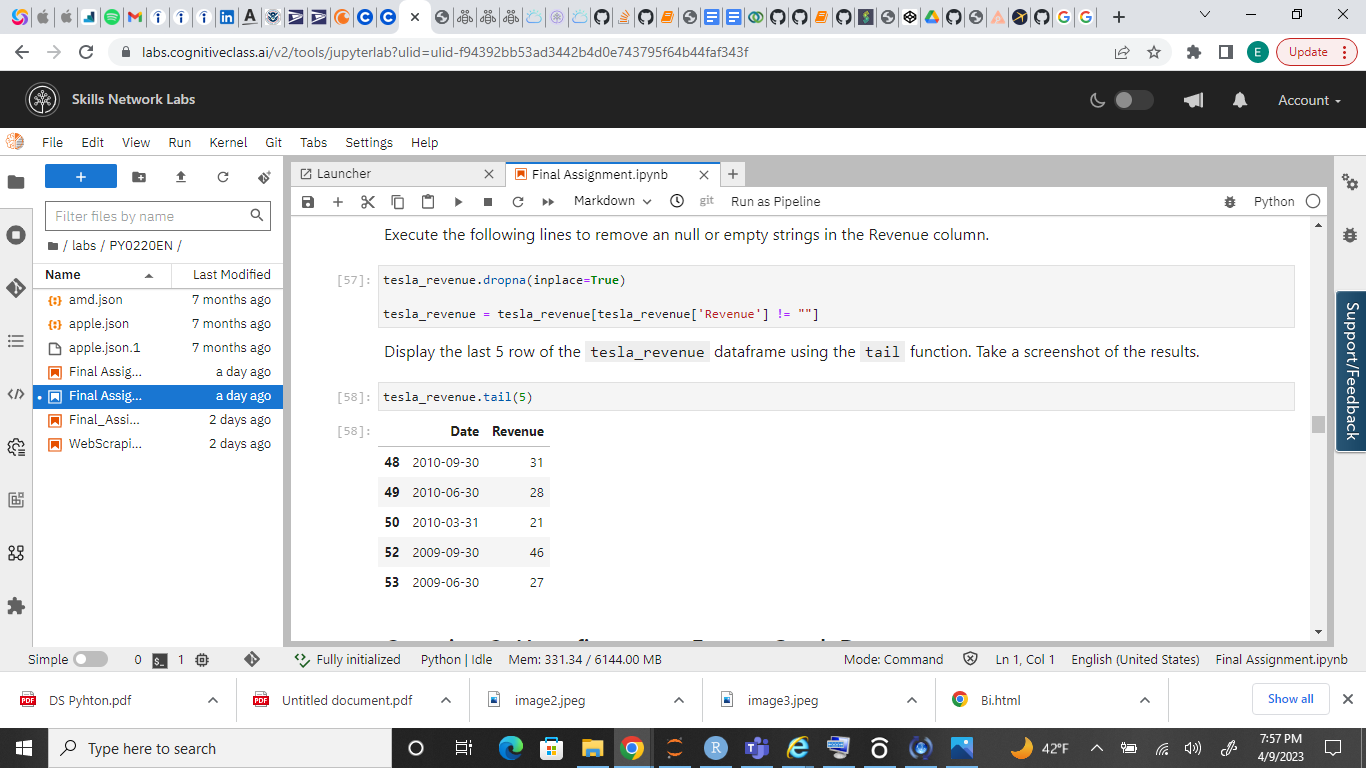 labs.cognitiveclass.ai/v2/tools/jupyterlab?ulid=ulid-f94392bb53ad3442b4d0e743795f64b44faf343f
E
Update
Skills Network Labs
Account
File Edit View Run Kernel Git Tabs Settings Help
Launcher
Final Assignment.ipynb
Markdown
git
Run as Pipeline
Python
Filter files by name
/ labs / PY0220EN /
Name Last Modified
amd.json 7 months ago
apple.json 7 months ago
apple.json.1 7 months ago
Final Assig... a day ago
Final Assig... a day ago
Final_Assi... 2 days ago
WebScrapi... 2 days ago
Execute the following lines to remove an null or empty strings in the Revenue column.
[57]:
tesla_revenue.dropna(inplace=True)
tesla_revenue = tesla_revenue[tesla_revenue['Revenue'] != ""]
Display the last 5 row of the tesla_revenue dataframe using the tail function. Take a screenshot of the results.
[58]:
tesla_revenue.tail(5)
[58]:
Date Revenue
48 2010-09-30 31
49 2010-06-30 28
50 2010-03-31 21
52 2009-09-30 46
53 2009-06-30 27
Support/Feedback
Simple 0 1 Fully initialized Python | Idle Mem: 331.34 / 6144.00 MB Mode: Command Ln 1, Col 1 English (United States) Final Assignment.ipynb
DS Pyhton.pdf
Untitled document.pdf
image2.jpeg
image3.jpeg
Bi.html
Show all
Type here to search
42°F
7:57 PM
4/9/2023